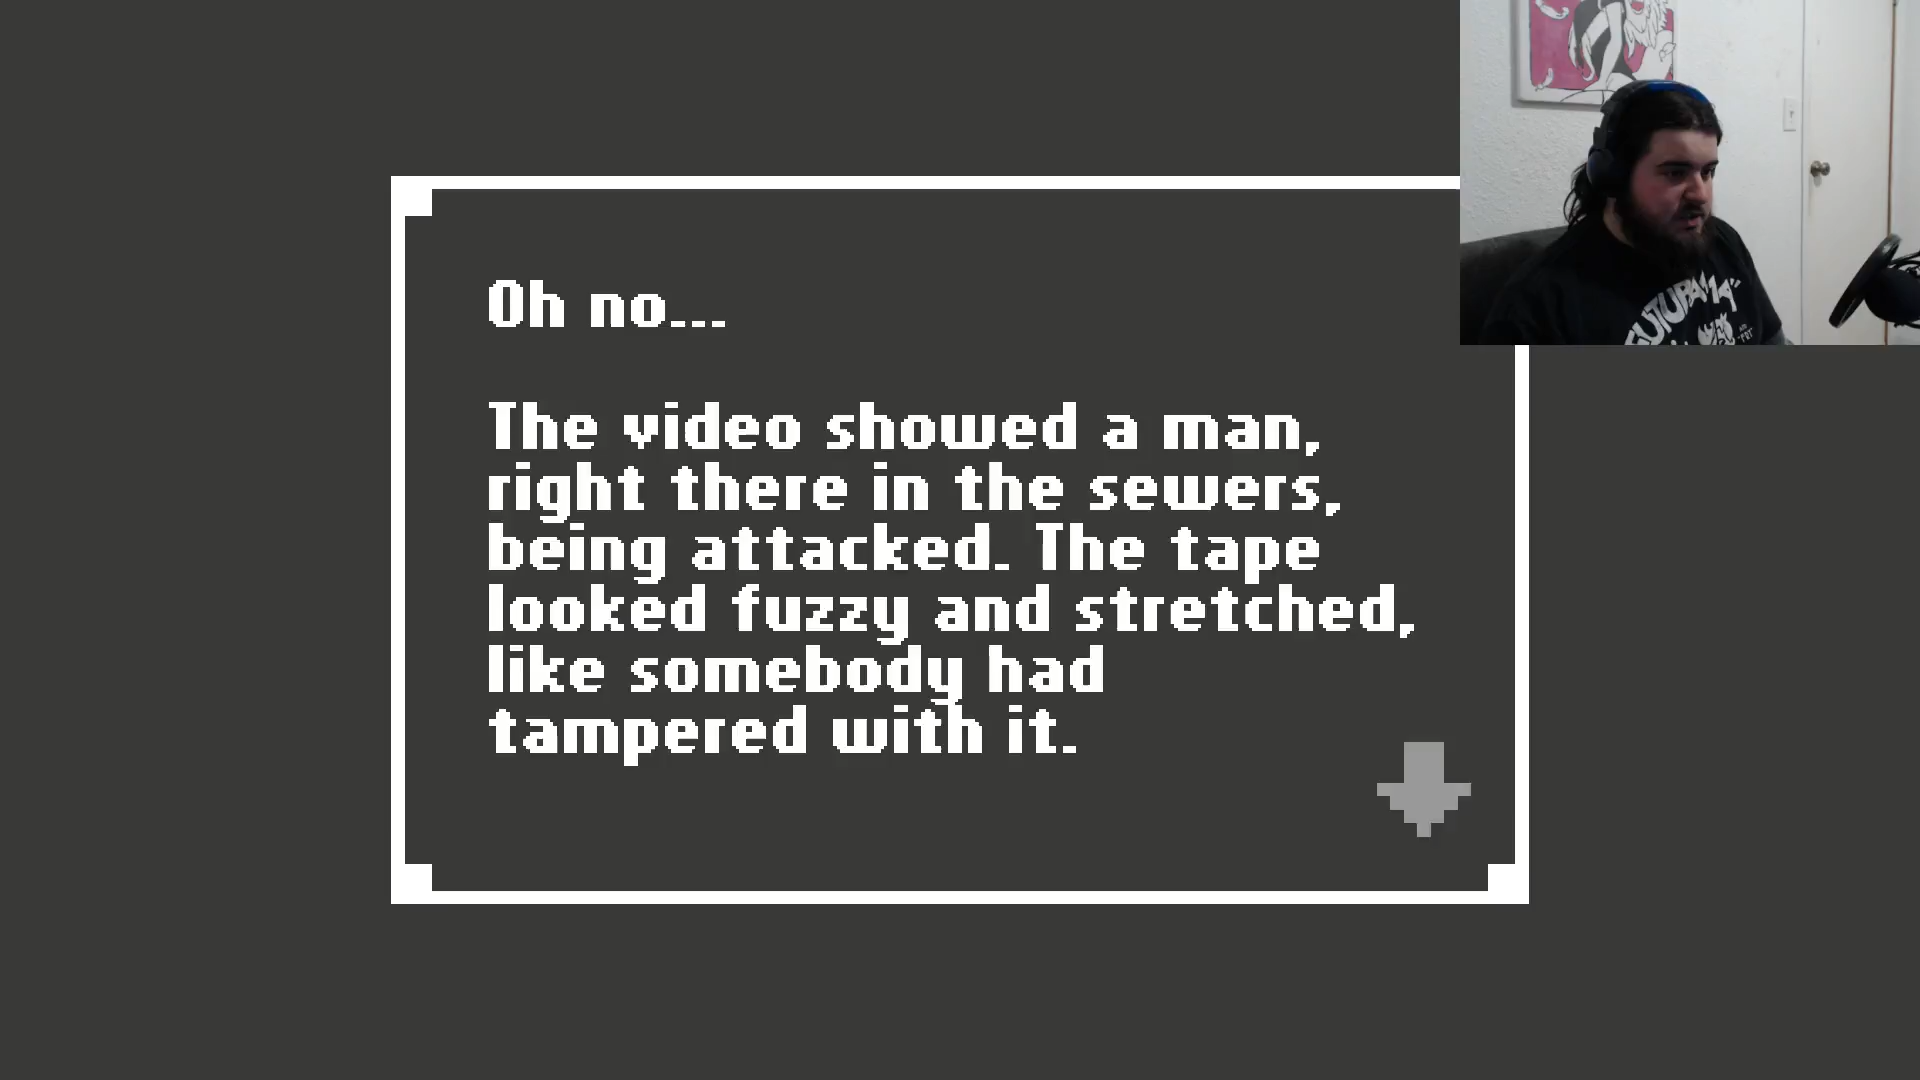 Oh no...
The video showed a man,
right there in the sewers,
being attacked. The tape
looked fuzzy and stretched,
like somebody had
tampered with it.
FUTURAMA